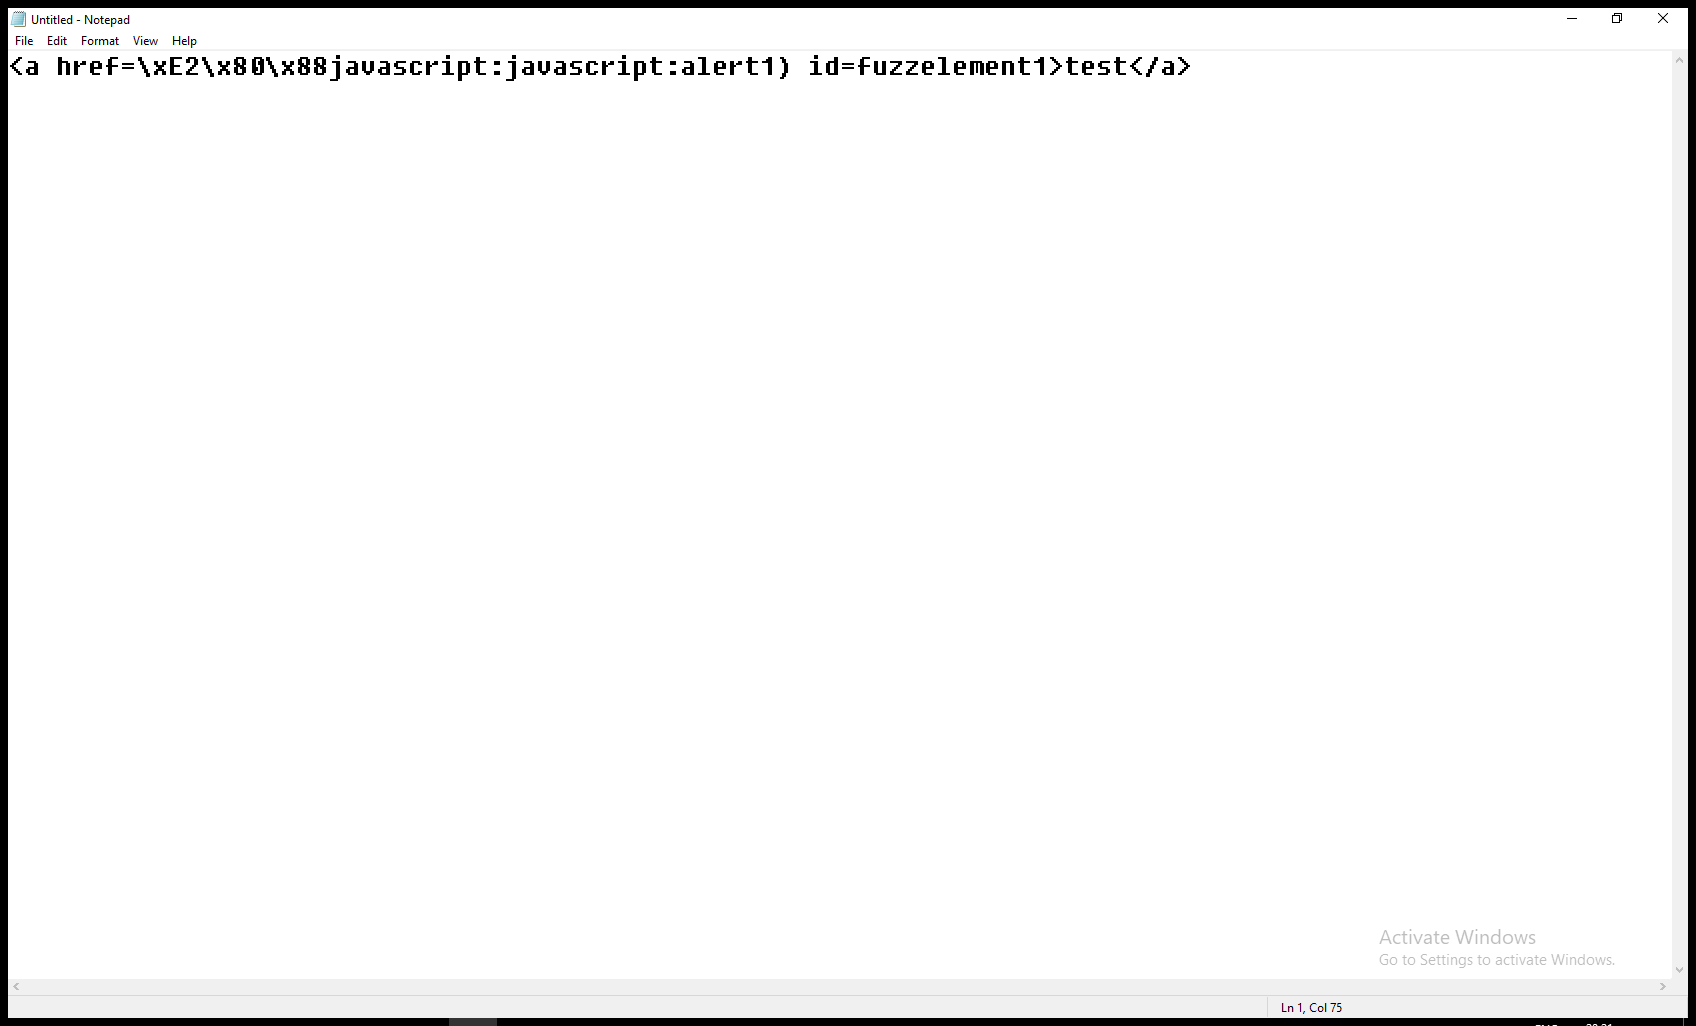 Untitled - Notepad
File Edit Format View Help
<a href=\xE2\x80\x88javascript:javascript:alert1) id=fuzzelement1>test</a>
Activate Windows
Go to Settings to activate Windows.
Ln 1, Col 75